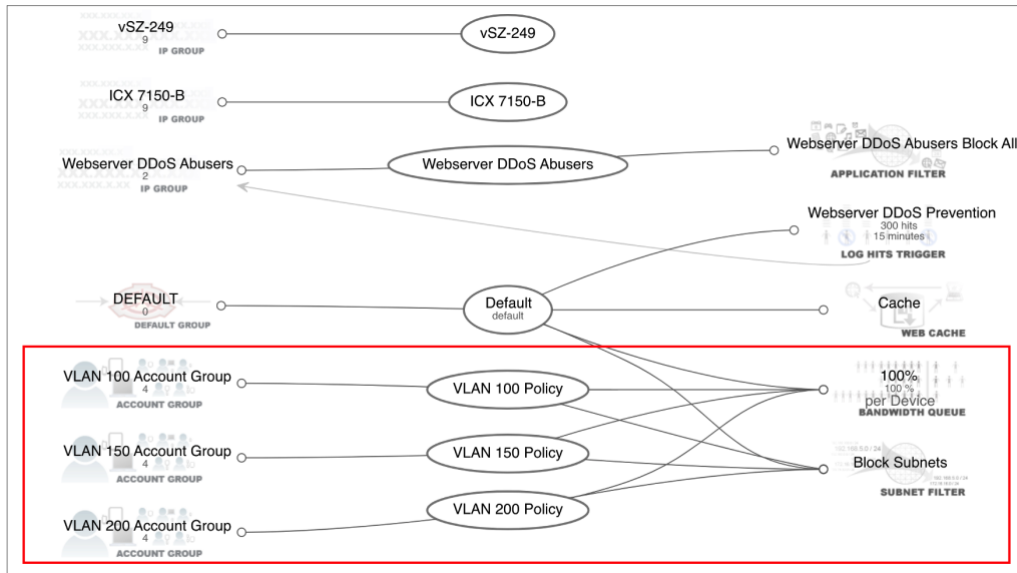 vSZ-249
9
IP GROUP
vSZ-249
ICX 7150-B
9
IP GROUP
ICX 7150-B
Webserver DDoS Abusers
2
IP GROUP
Webserver DDoS Abusers
Webserver DDoS Abusers Block All
APPLICATION FILTER
Webserver DDoS Prevention
300 hits
15 minutes
LOG HITS TRIGGER
DEFAULT
0
DEFAULT GROUP
Default
default
Cache
WEB CACHE
VLAN 100 Account Group
4
ACCOUNT GROUP
VLAN 100 Policy
100%
100 %
per Device
BANDWIDTH QUEUE
VLAN 150 Account Group
4
ACCOUNT GROUP
VLAN 150 Policy
Block Subnets
SUBNET FILTER
VLAN 200 Account Group
4
ACCOUNT GROUP
VLAN 200 Policy